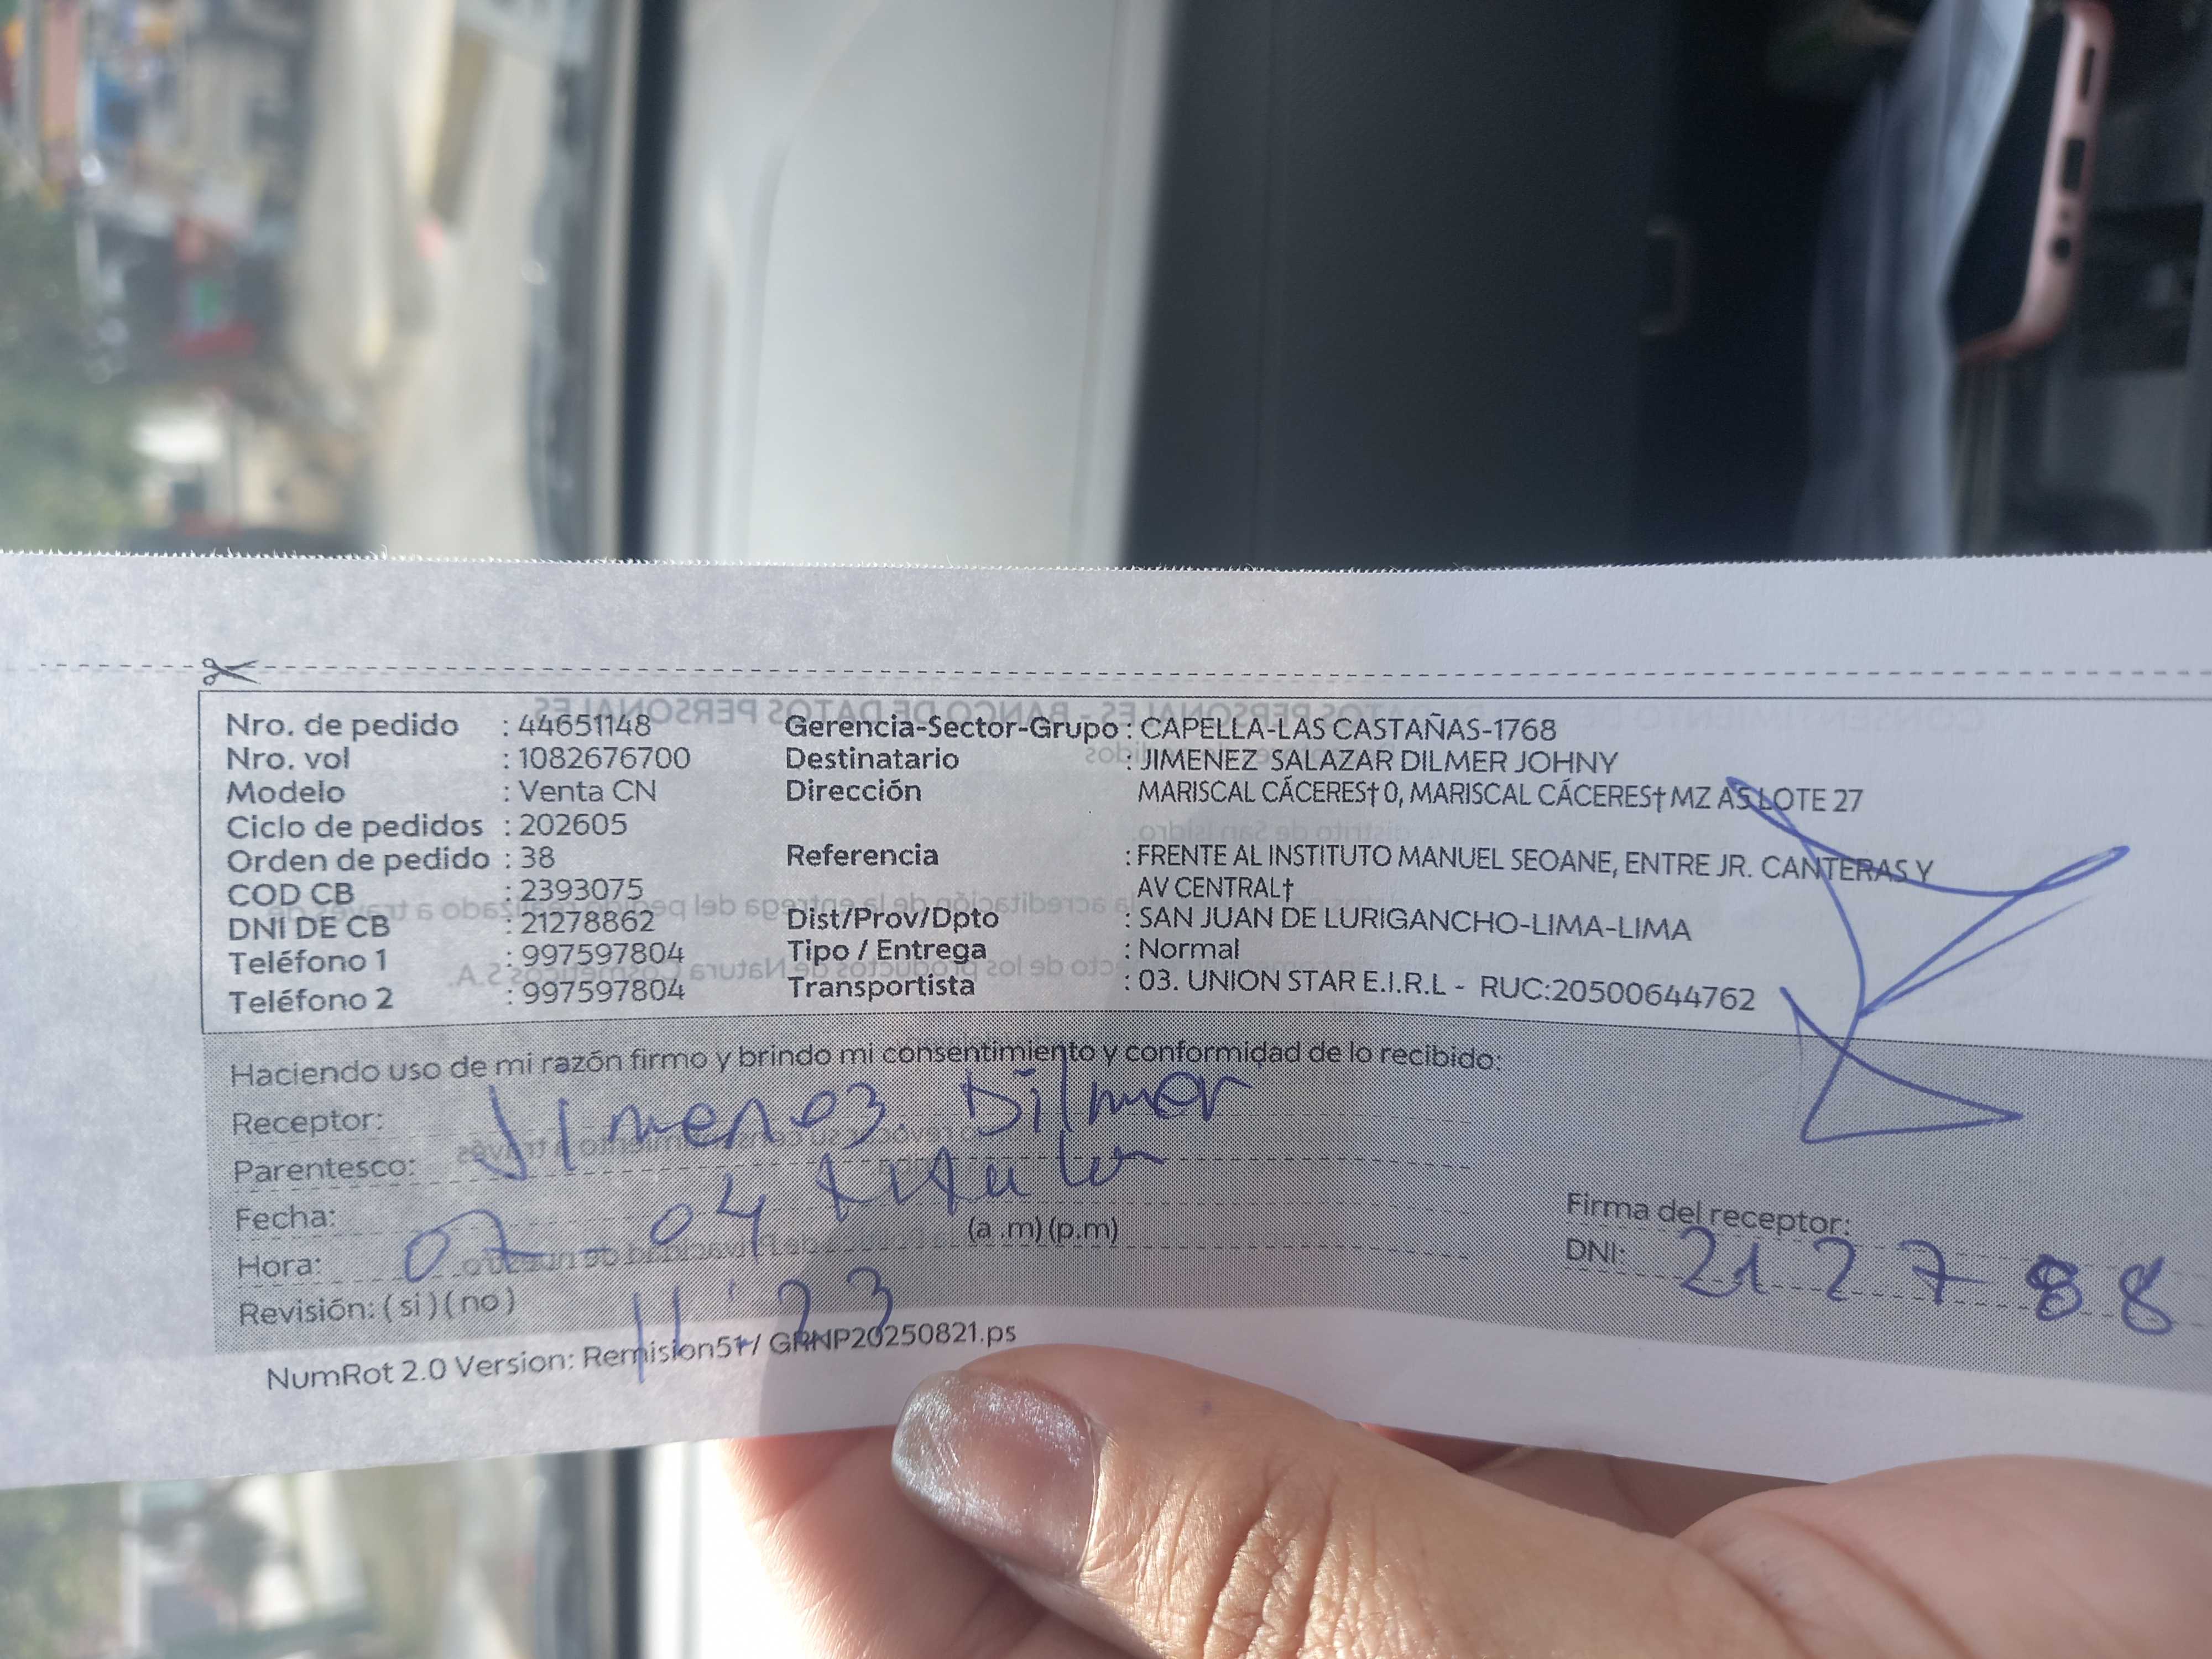 Nro. de pedido : 44651148 Gerencia-Sector-Grupo : CAPELLA-LAS CASTAÑAS-1768
Nro. vol : 1082676700 Destinatario : JIMENEZ SALAZAR DILMER JOHNY
Modelo : Venta CN Dirección MARISCAL CÁCERES† 0, MARISCAL CÁCERES† MZ AS LOTE 27
Ciclo de pedidos : 202605
Orden de pedido : 38 Referencia : FRENTE AL INSTITUTO MANUEL SEOANE, ENTRE JR. CANTERAS Y
COD CB : 2393075 AV CENTRAL†
DNI DE CB : 21278862 Dist/Prov/Dpto : SAN JUAN DE LURIGANCHO-LIMA-LIMA
Teléfono 1 : 997597804 Tipo / Entrega : Normal
Teléfono 2 : 997597804 Transportista : 03. UNION STAR E.I.R.L - RUC:20500644762
Haciendo uso de mi razón firmo y brindo mi consentimiento y conformidad de lo recibido:
Receptor: Jimenez Dilmer
Parentesco: titular
Fecha: 07-04 (a .m) (p.m) Firma del receptor:
Hora: 11:23 DNI: 2127 88
Revisión: ( si ) ( no )
NumRot 2.0 Version: Remision51 / GRNP20250821.ps